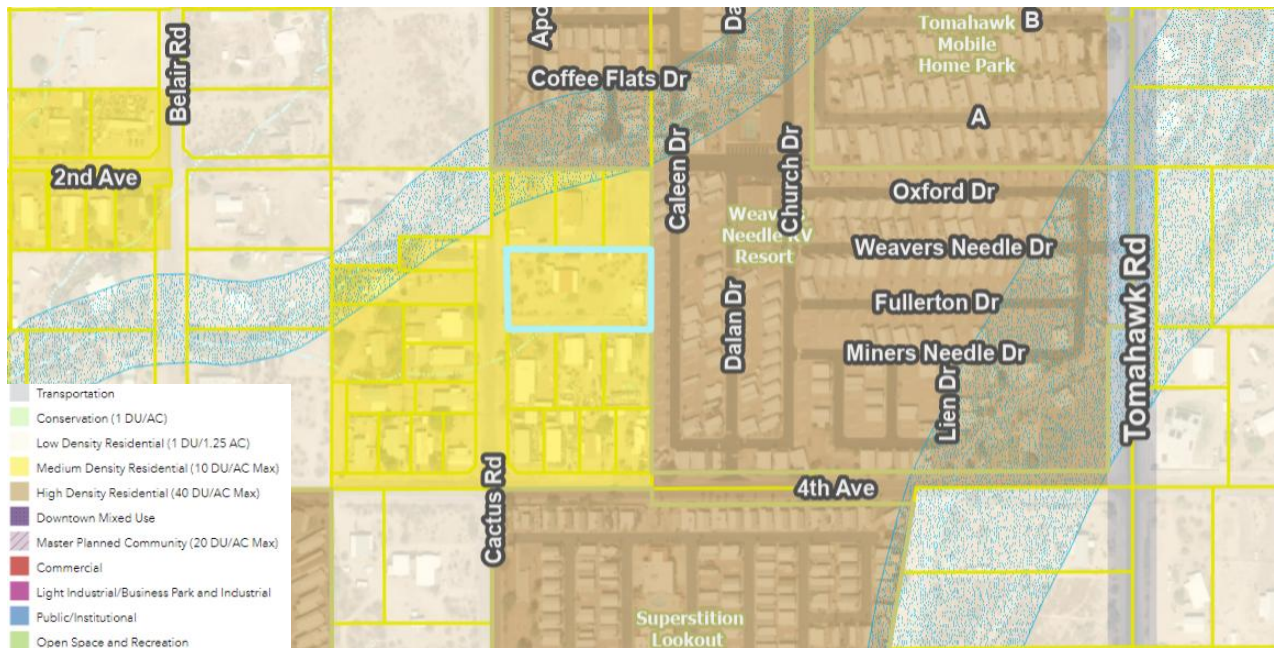 Belair Rd
Apo
Da
B
Tomahawk
Mobile
Home Park
Coffee Flats Dr
A
2nd Ave
Caleen Dr
Church Dr
Oxford Dr
Weavers
Needle RV
Resort
Weavers Needle Dr
Tomahawk Rd
Fullerton Dr
Dalan Dr
Miners Needle Dr
Lien Dr
Cactus Rd
4th Ave
Superstition
Lookout
Transportation
Conservation (1 DU/AC)
Low Density Residential (1 DU/1.25 AC)
Medium Density Residential (10 DU/AC Max)
High Density Residential (40 DU/AC Max)
Downtown Mixed Use
Master Planned Community (20 DU/AC Max)
Commercial
Light Industrial/Business Park and Industrial
Public/Institutional
Open Space and Recreation